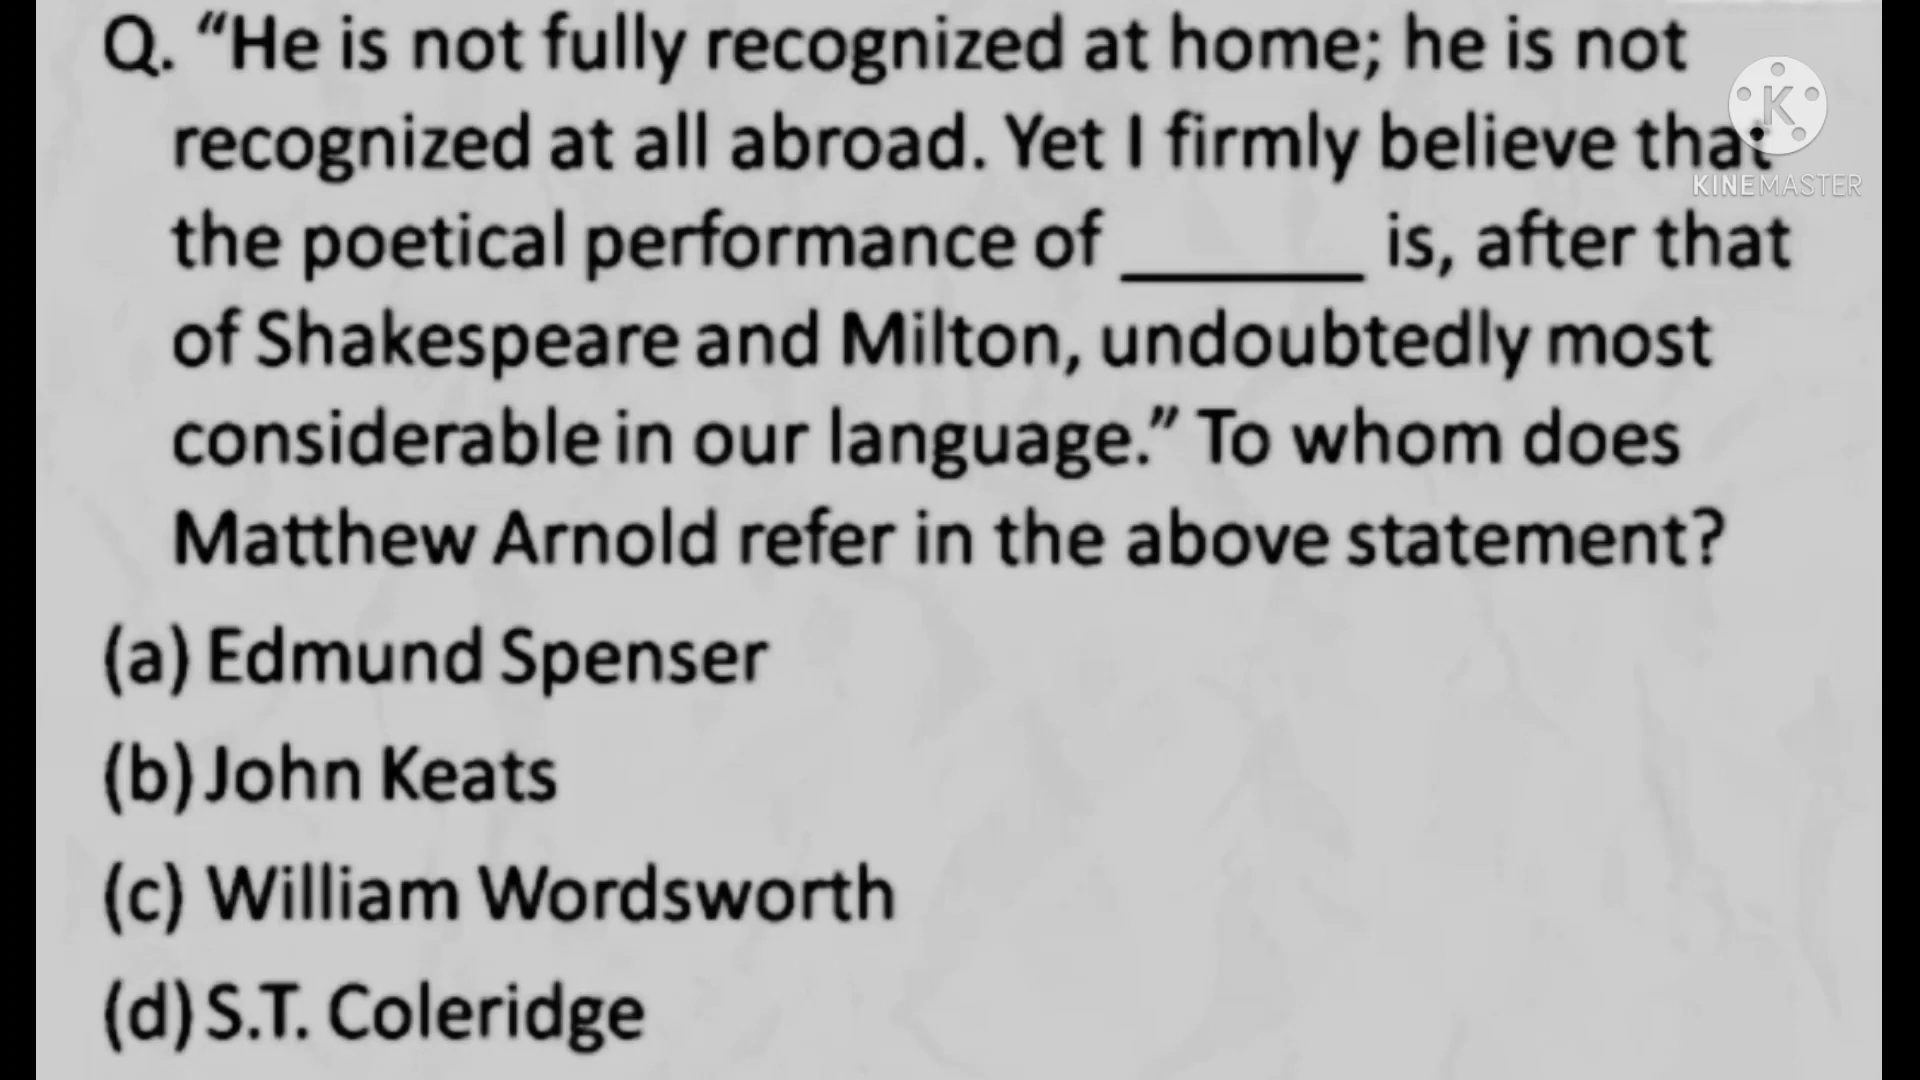 Q. “He is not fully recognized at home; he is not
recognized at all abroad. Yet I firmly believe that
the poetical performance of ________ is, after that
of Shakespeare and Milton, undoubtedly most
considerable in our language.” To whom does
Matthew Arnold refer in the above statement?
(a) Edmund Spenser
(b) John Keats
(c) William Wordsworth
(d) S.T. Coleridge
K
KINEMASTER